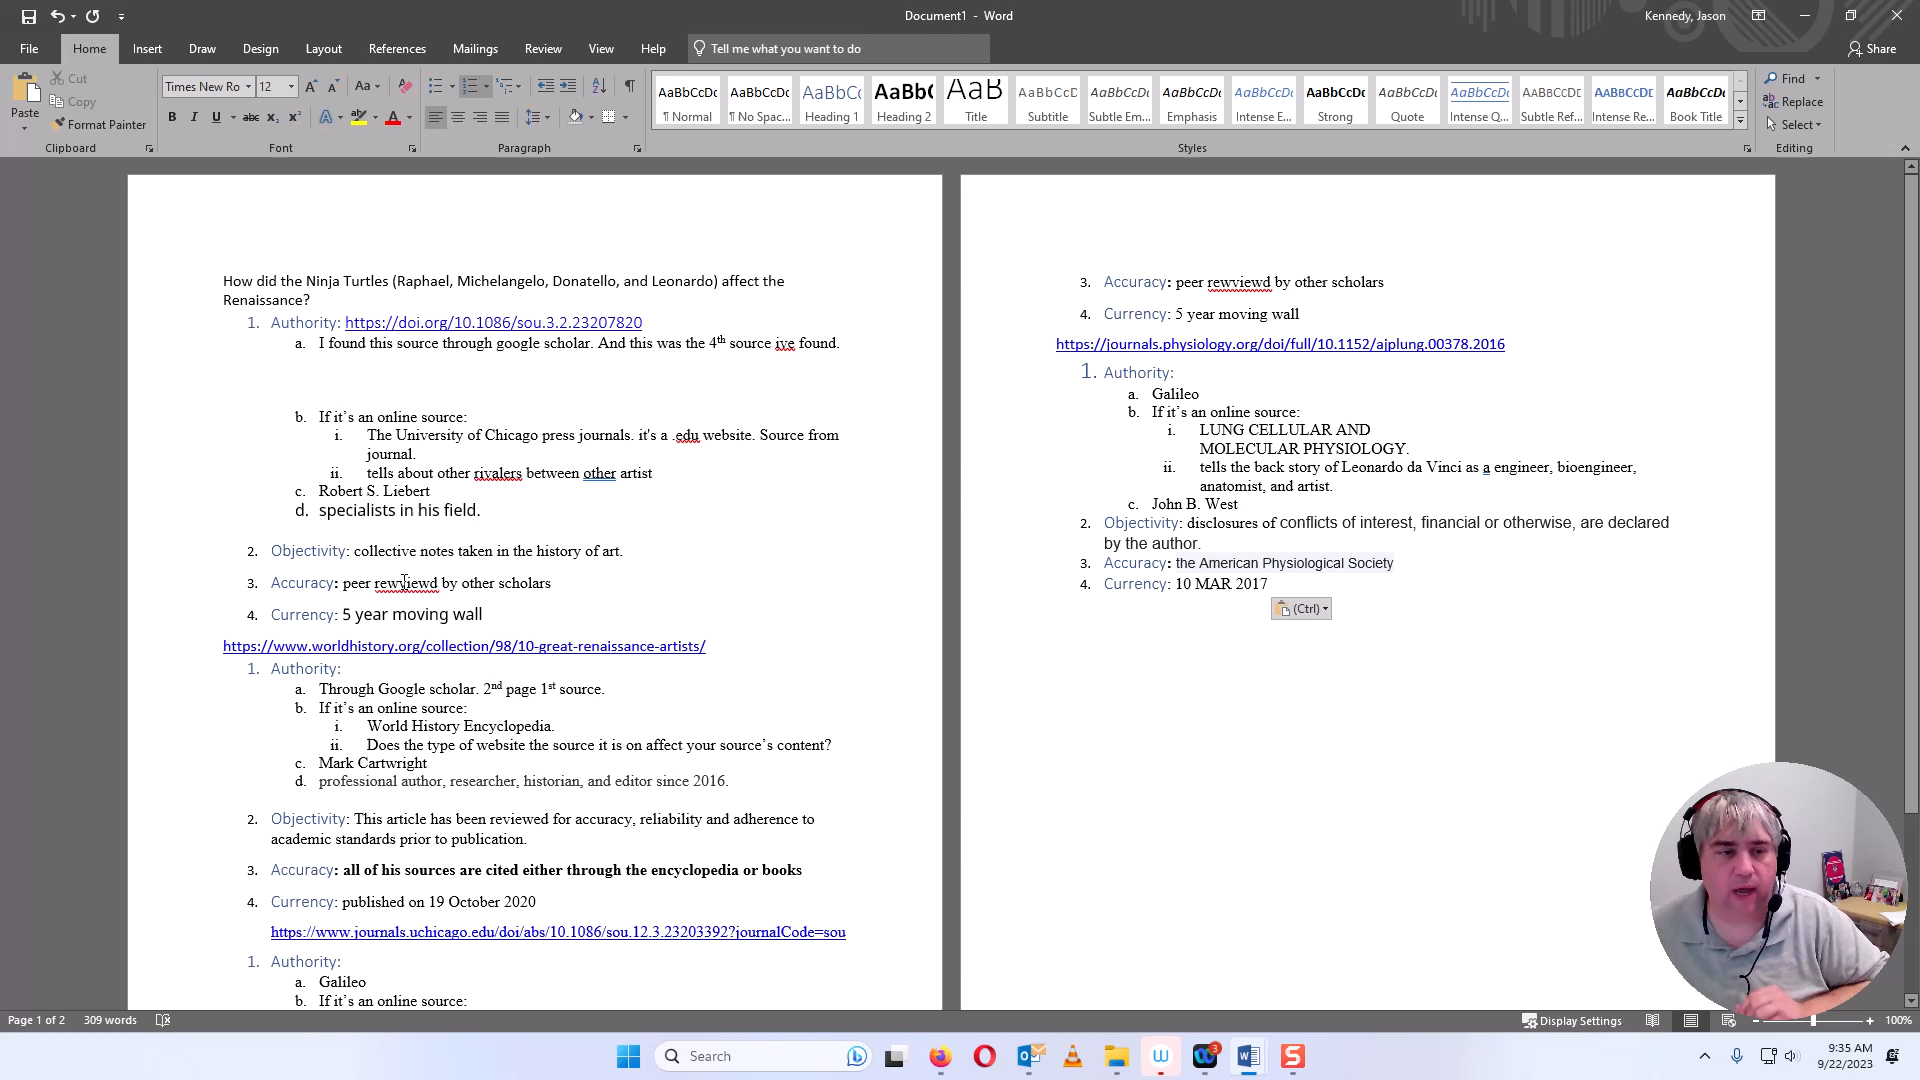 Document1 - Word
Kennedy, Jason
File Home Insert Draw Design Layout References Mailings Review View Help Tell me what you want to do Share
Paste
Cut
Copy
Format Painter
Clipboard
Times New Ro 12
Font
Paragraph
AaBbCcDc AaBbCcDc AaBbCc AaBbC AaB AaBbCcD AaBbCcDc AaBbCcDc AaBbCcDc AaBbCcDc AaBbCcDc AaBbCcDc AABBCCDE AABBCCDE AaBbCcDc
¶ Normal ¶ No Spac... Heading 1 Heading 2 Title Subtitle Subtle Em... Emphasis Intense E... Strong Quote Intense Q... Subtle Ref... Intense Re... Book Title
Styles
Find
Replace
Select
Editing
How did the Ninja Turtles (Raphael, Michelangelo, Donatello, and Leonardo) affect the
Renaissance?
1. Authority: https://doi.org/10.1086/sou.3.2.23207820
a. I found this source through google scholar. And this was the 4th source ive found.
b. If it's an online source:
i. The University of Chicago press journals. it's a .edu website. Source from
journal.
ii. tells about other rivalers between other artist
c. Robert S. Liebert
d. specialists in his field.
2. Objectivity: collective notes taken in the history of art.
3. Accuracy: peer rewviewd by other scholars
4. Currency: 5 year moving wall
https://www.worldhistory.org/collection/98/10-great-renaissance-artists/
1. Authority:
a. Through Google scholar. 2nd page 1st source.
b. If it's an online source:
i. World History Encyclopedia.
ii. Does the type of website the source it is on affect your source's content?
c. Mark Cartwright
d. professional author, researcher, historian, and editor since 2016.
2. Objectivity: This article has been reviewed for accuracy, reliability and adherence to
academic standards prior to publication.
3. Accuracy: all of his sources are cited either through the encyclopedia or books
4. Currency: published on 19 October 2020
https://www.journals.uchicago.edu/doi/abs/10.1086/sou.12.3.23203392?journalCode=sou
1. Authority:
a. Galileo
b. If it's an online source:
3. Accuracy: peer rewviewd by other scholars
4. Currency: 5 year moving wall
https://journals.physiology.org/doi/full/10.1152/ajplung.00378.2016
1. Authority:
a. Galileo
b. If it's an online source:
i. LUNG CELLULAR AND
MOLECULAR PHYSIOLOGY.
ii. tells the back story of Leonardo da Vinci as a engineer, bioengineer,
anatomist, and artist.
c. John B. West
2. Objectivity: disclosures of conflicts of interest, financial or otherwise, are declared
by the author.
3. Accuracy: the American Physiological Society
4. Currency: 10 MAR 2017
(Ctrl)
Page 1 of 2 309 words
Display Settings
100%
Search
9:35 AM
9/22/2023